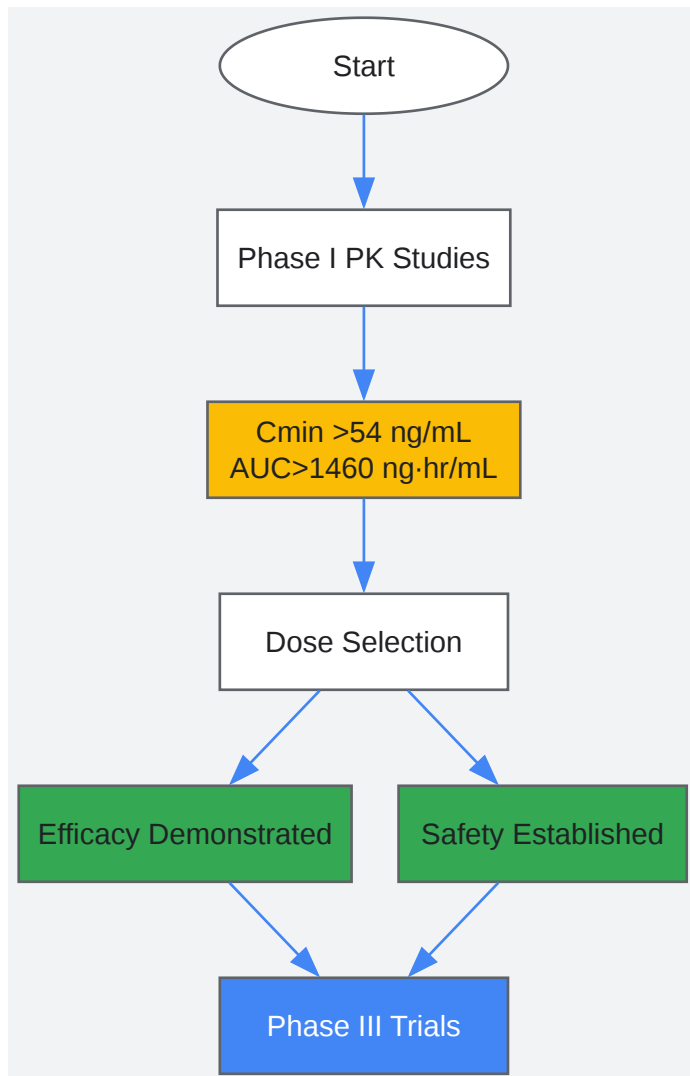 Start
Phase I PK Studies
Cmin >54 ng/mL
AUC>1460 ng·hr/mL
Dose Selection
Efficacy Demonstrated
Safety Established
Phase III Trials